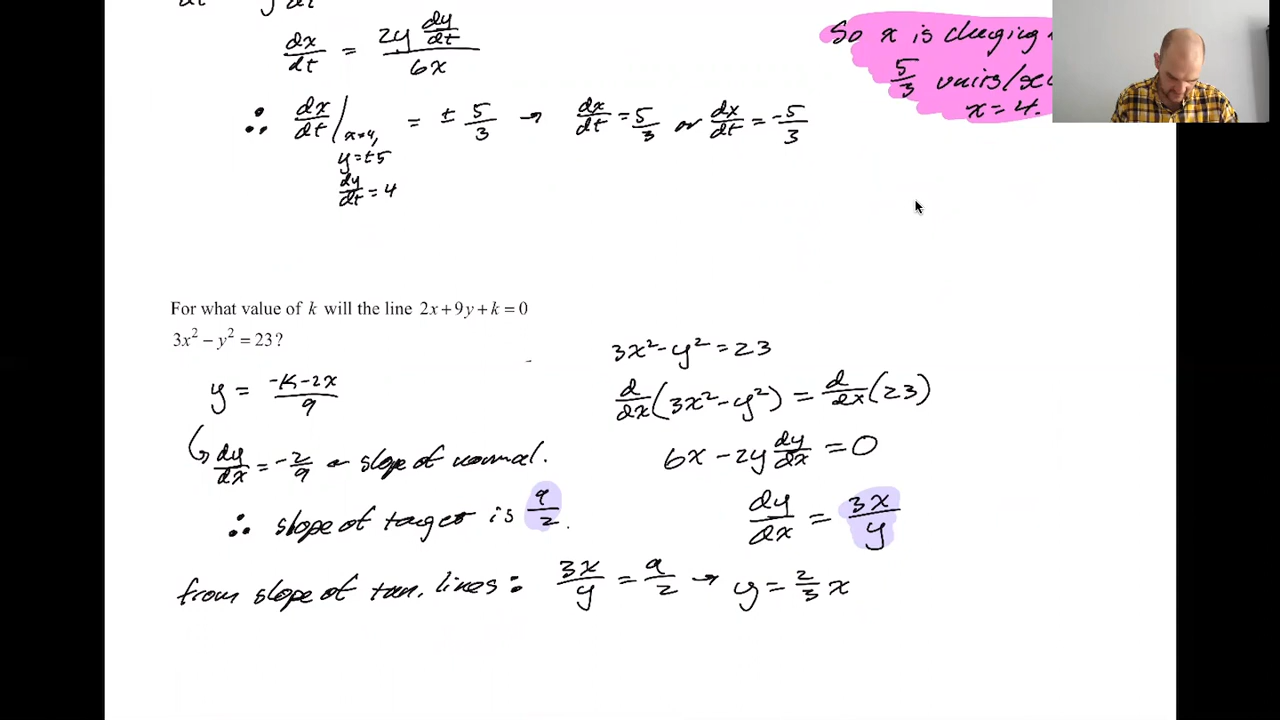 dx/dt = 2y dy/dt / 6x
∴ dx/dt | x=4, y=±5 dy/dt=4 = ± 5/3 → dx/dt = 5/3 or dx/dt = -5/3
So x is changing
5/3 units/sec
x=4.
For what value of k will the line 2x+9y+k=0
3x² − y² = 23?
3x²-y²=23
y = -k-2x / 9
d/dx(3x²-y²) = d/dx(23)
dy/dx = -2/9 ← slope of normal.
6x - 2y dy/dx = 0
∴ slope of tanget is 9/2.
dy/dx = 3x/y
from slope of tan. lines: 3x/y = 9/2 → y = 2/3 x